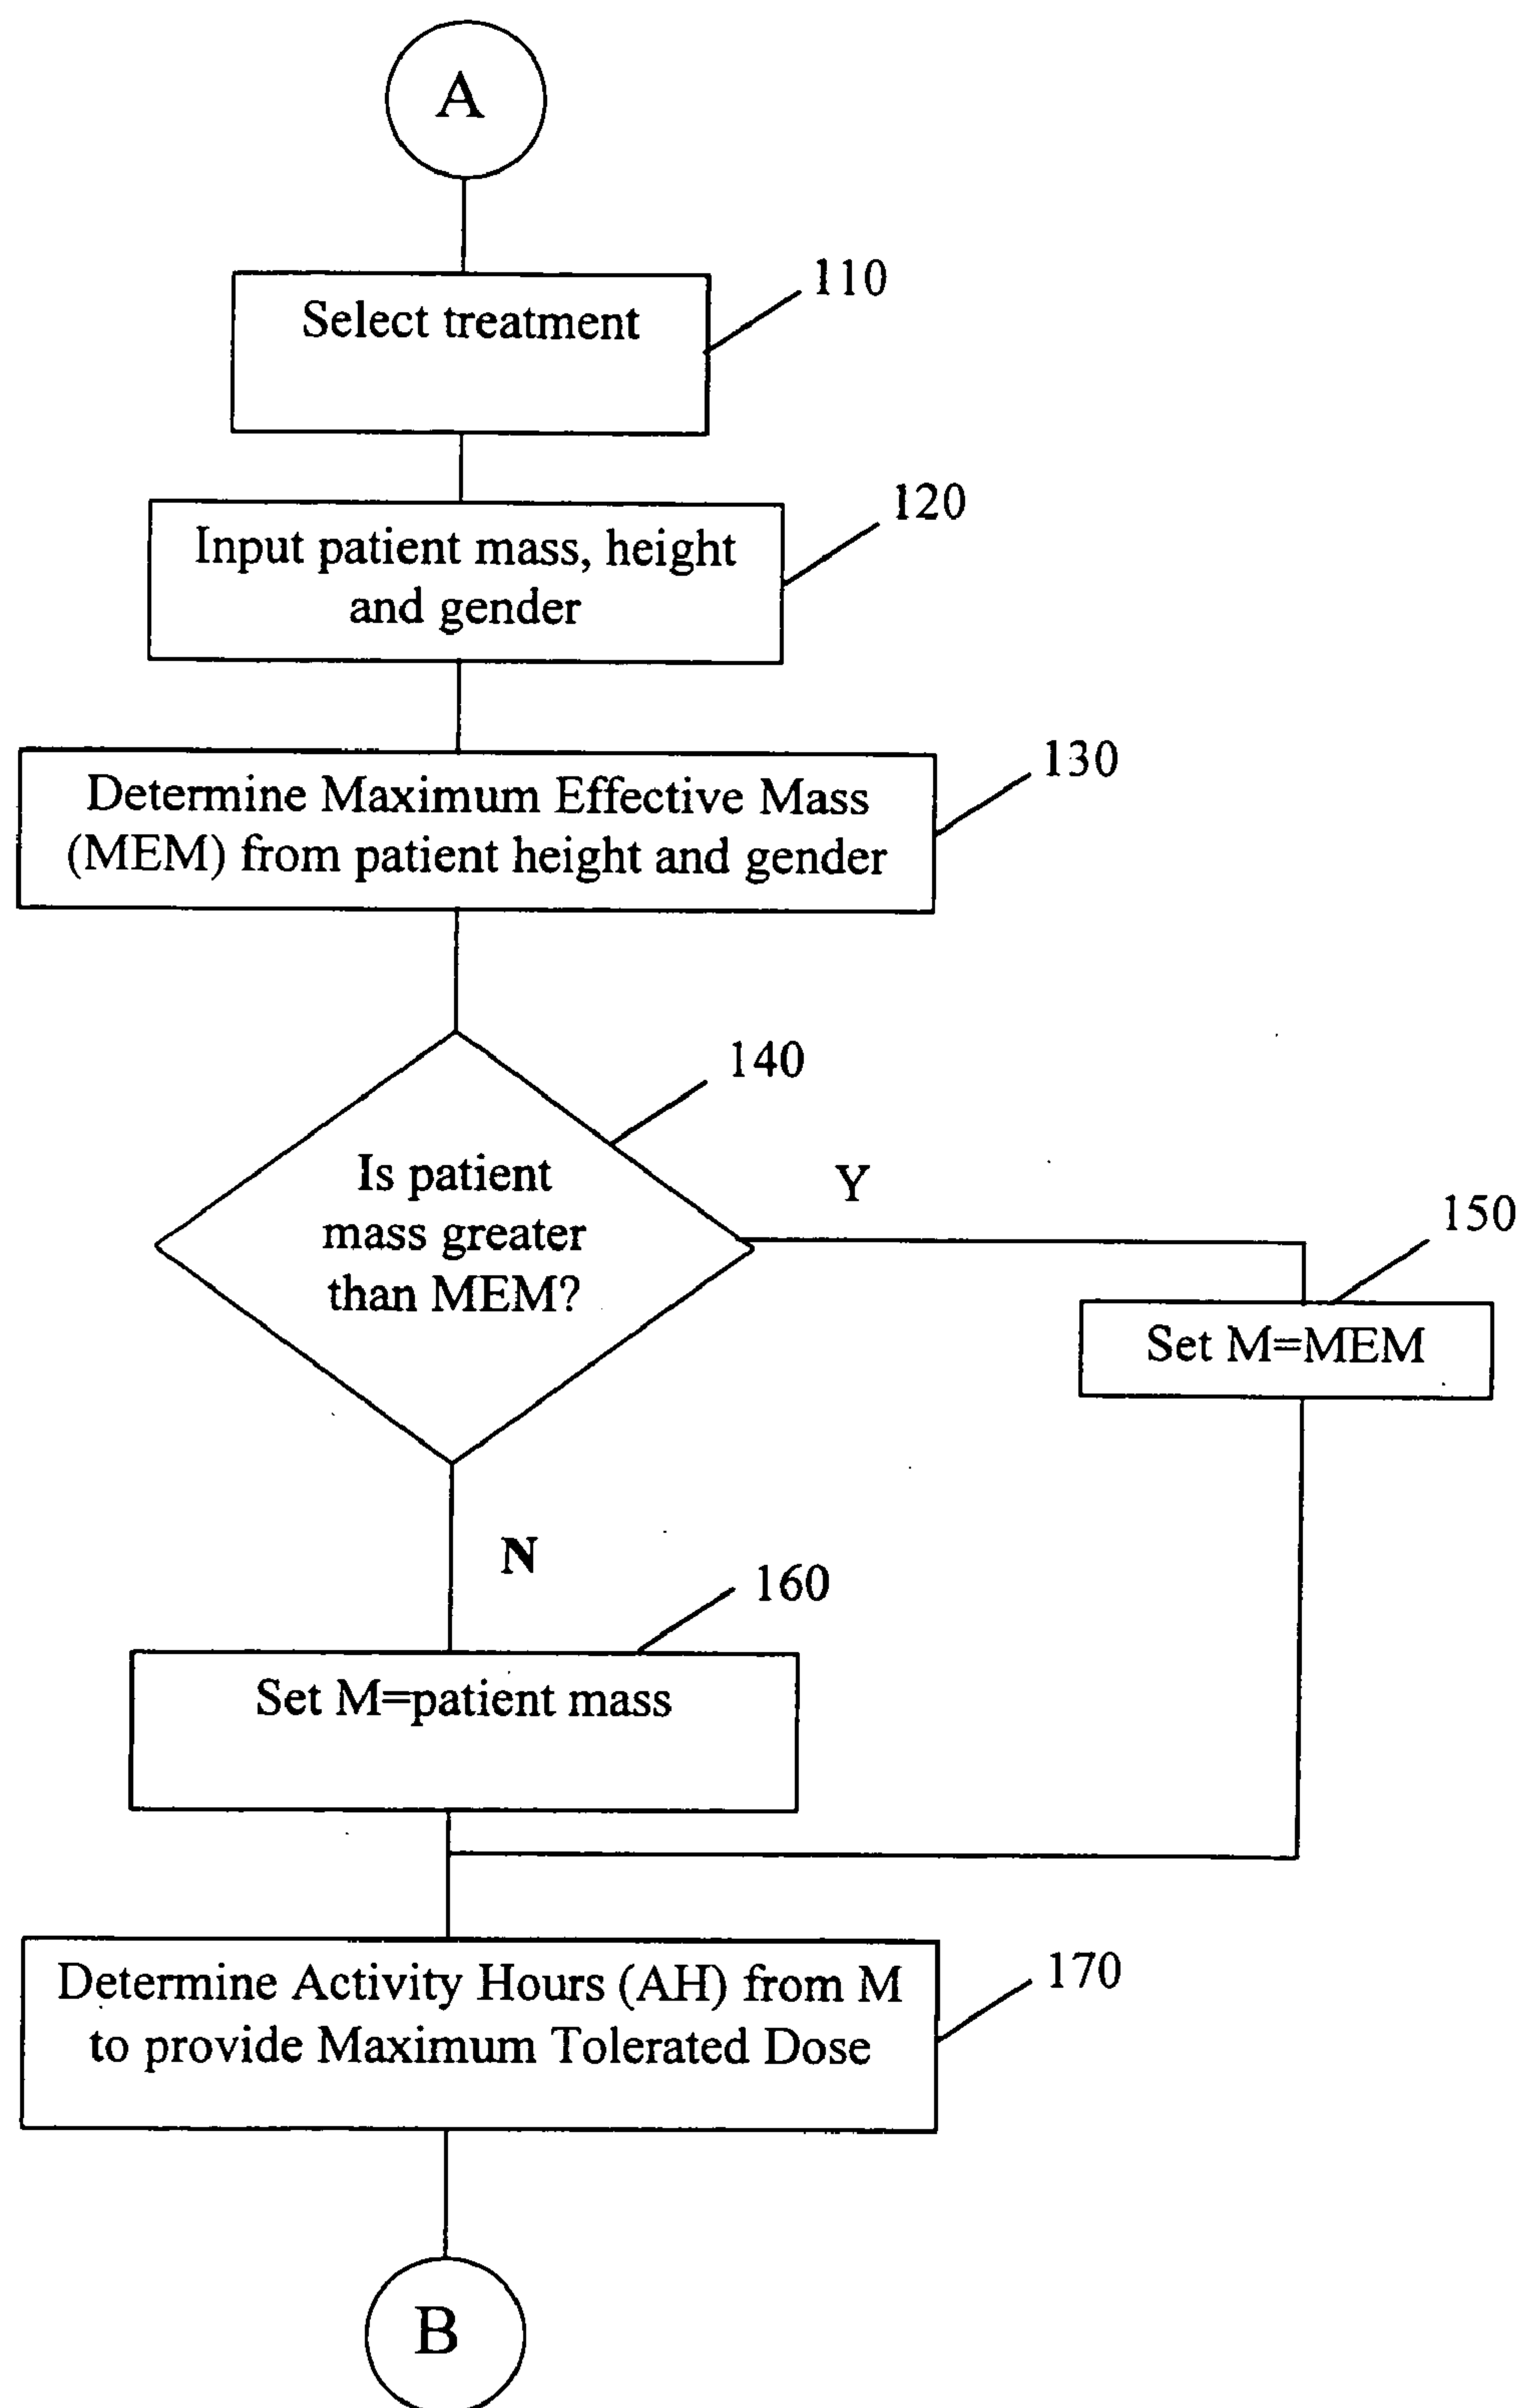 A
110
Select treatment
120
Input patient mass, height
and gender
130
Determine Maximum Effective Mass
(MEM) from patient height and gender
140
Is patient
mass greater
than MEM?
Y
150
Set M=MEM
N
160
Set M=patient mass
170
Determine Activity Hours (AH) from M
to provide Maximum Tolerated Dose
B